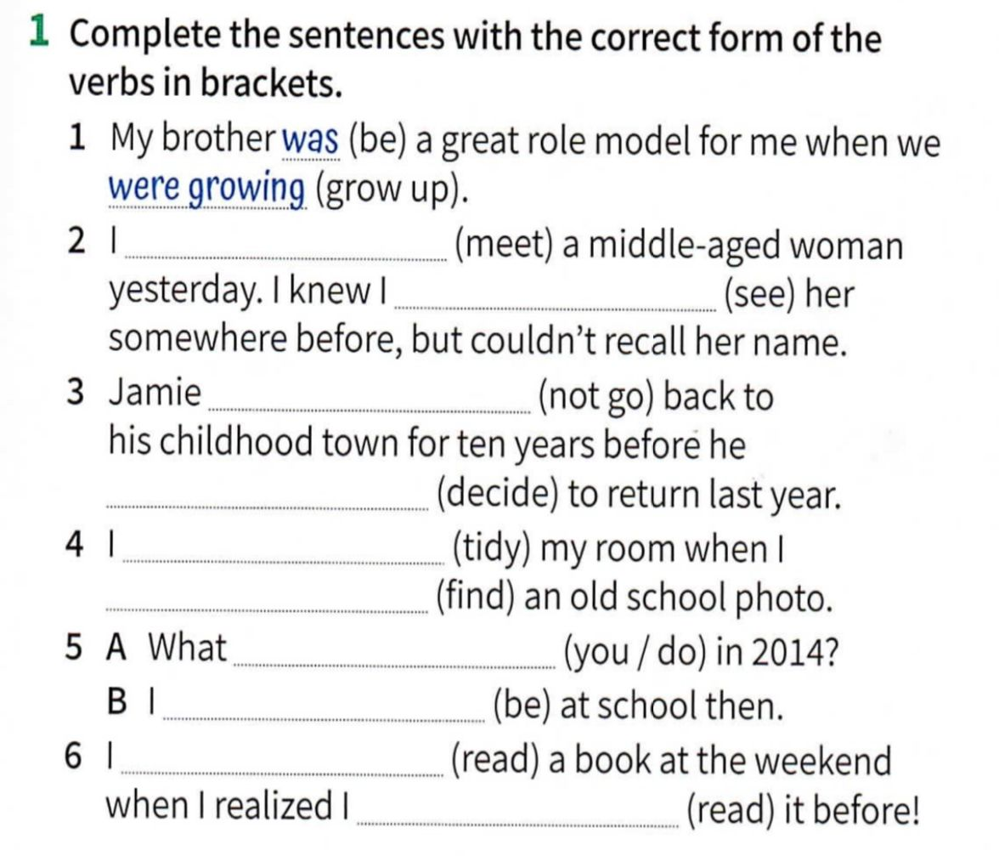 1 Complete the sentences with the correct form of the
verbs in brackets.
1 My brother was (be) a great role model for me when we
were growing (grow up).
2 I ______ (meet) a middle-aged woman
yesterday. I knew I ______ (see) her
somewhere before, but couldn't recall her name.
3 Jamie ______ (not go) back to
his childhood town for ten years before he
______ (decide) to return last year.
4 I ______ (tidy) my room when I
______ (find) an old school photo.
5 A What ______ (you / do) in 2014?
B I ______ (be) at school then.
6 I ______ (read) a book at the weekend
when I realized I ______ (read) it before!